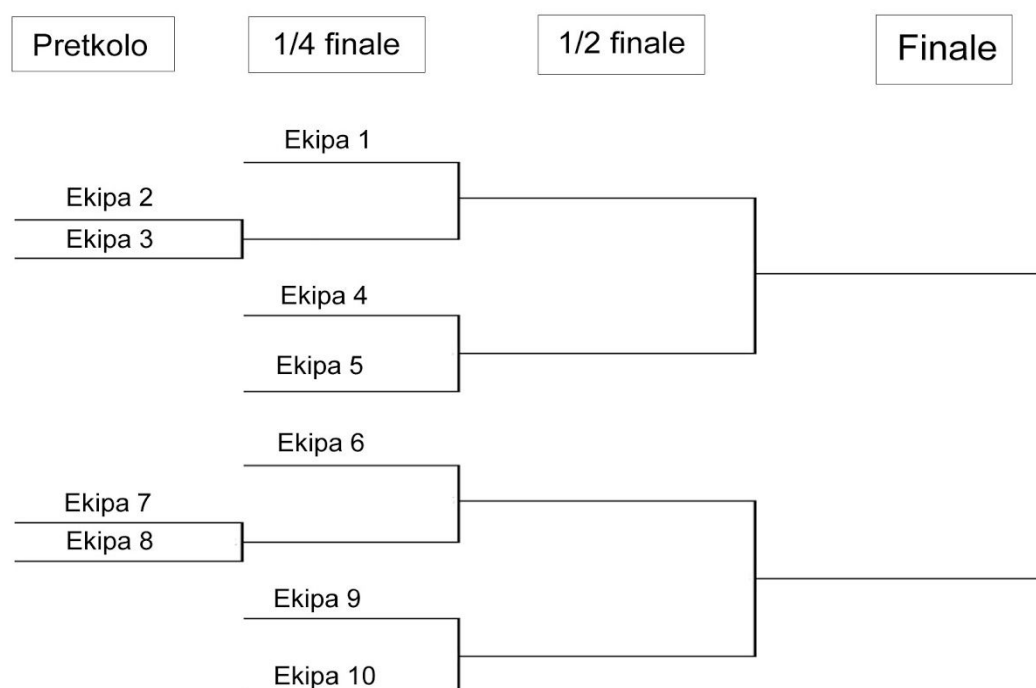 Pretkolo
1/4 finale
1/2 finale
Finale
Ekipa 1
Ekipa 2
Ekipa 3
Ekipa 4
Ekipa 5
Ekipa 6
Ekipa 7
Ekipa 8
Ekipa 9
Ekipa 10